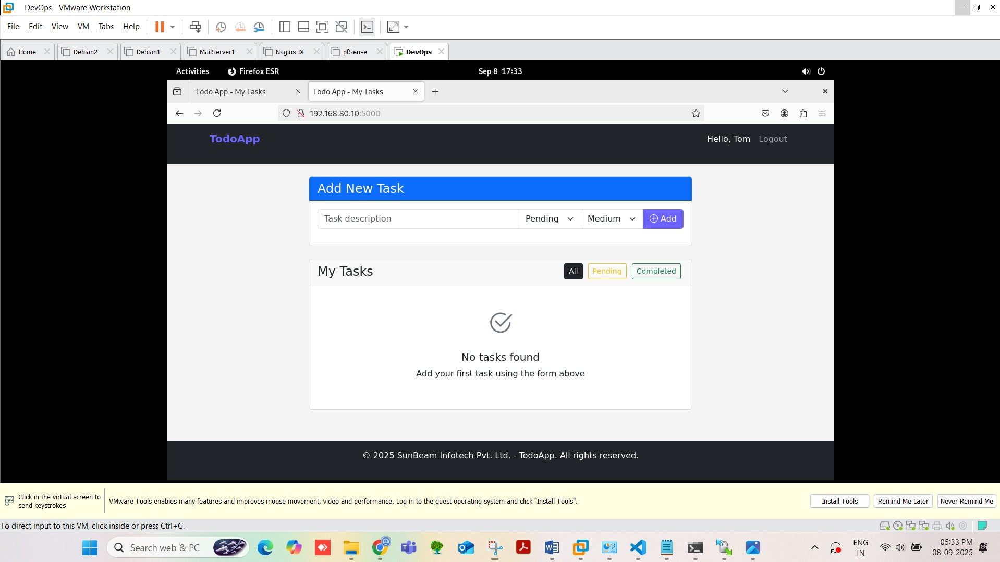 DevOps - VMware Workstation
File Edit View VM Tabs Help
Home Debian2 Debian1 MailServer1 Nagios IX pfSense DevOps
Activities Firefox ESR Sep 8 17:33
Todo App - My Tasks Todo App - My Tasks
192.168.80.10:5000
TodoApp Hello, Tom Logout
Add New Task
Task description Pending Medium Add
My Tasks All Pending Completed
No tasks found
Add your first task using the form above
© 2025 SunBeam Infotech Pvt. Ltd. - TodoApp. All rights reserved.
Click in the virtual screen to
send keystrokes
VMware Tools enables many features and improves mouse movement, video and performance. Log in to the guest operating system and click "Install Tools".
Install Tools Remind Me Later Never Remind Me
To direct input to this VM, click inside or press Ctrl+G.
Search web & PC
ENG
IN
05:33 PM
08-09-2025